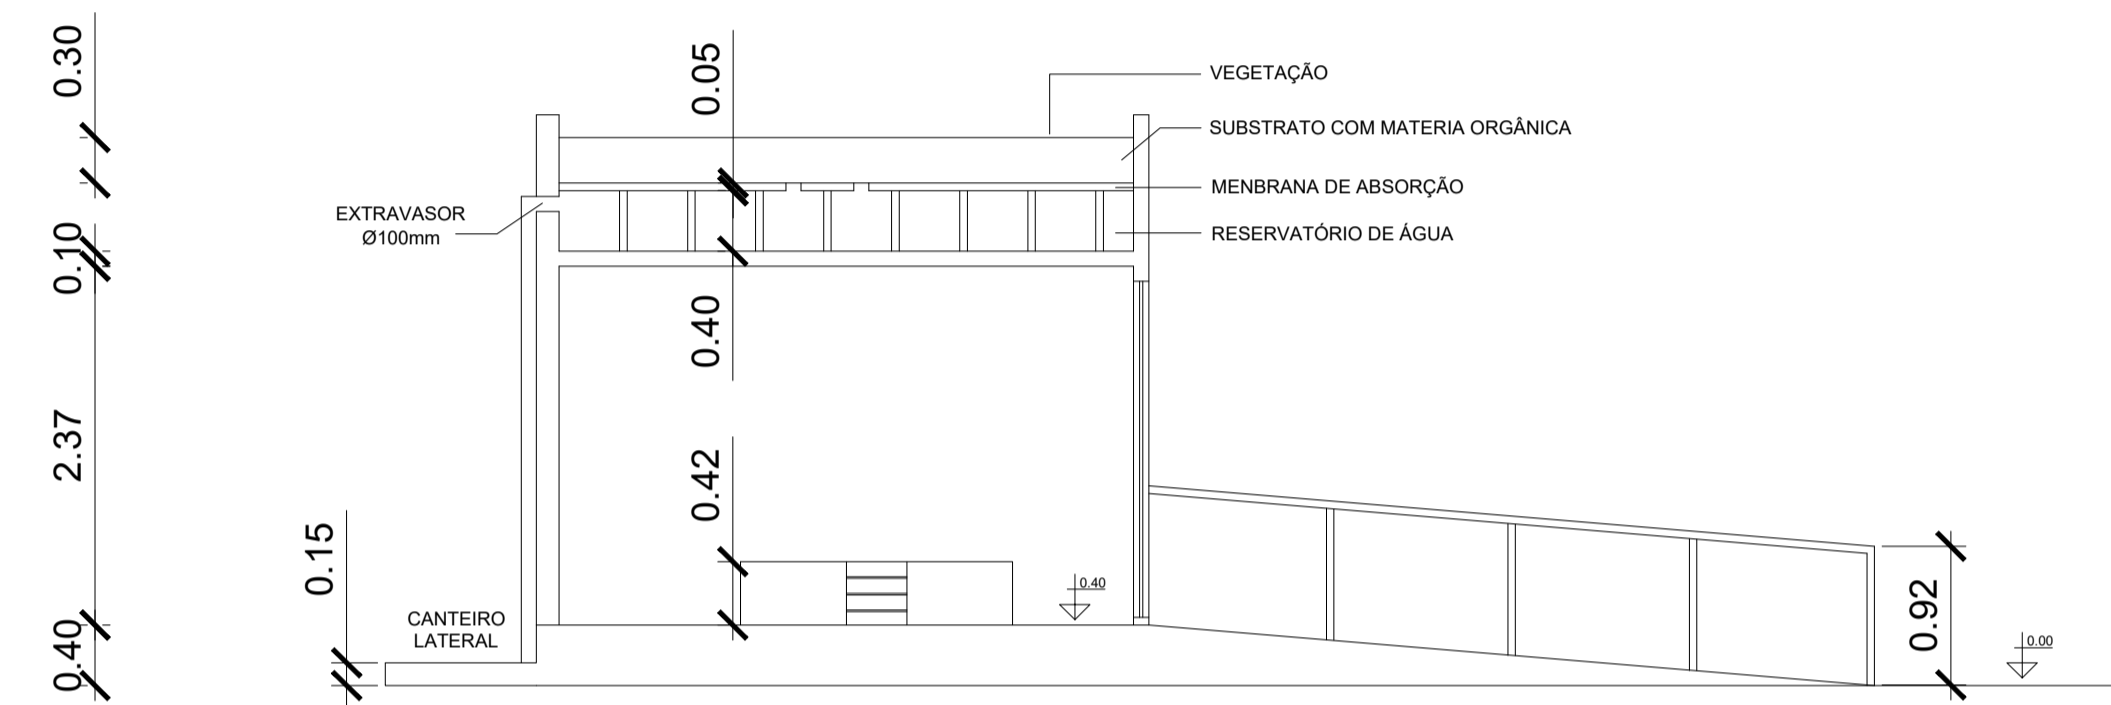 0.30
0.05
VEGETAÇÃO
SUBSTRATO COM MATERIA ORGÂNICA
MENBRANA DE ABSORÇÃO
EXTRAVASOR
Ø100mm
RESERVATÓRIO DE ÁGUA
0.10
0.40
2.37
0.42
0.15
0.40
CANTEIRO
LATERAL
0.40
0.92
0.00